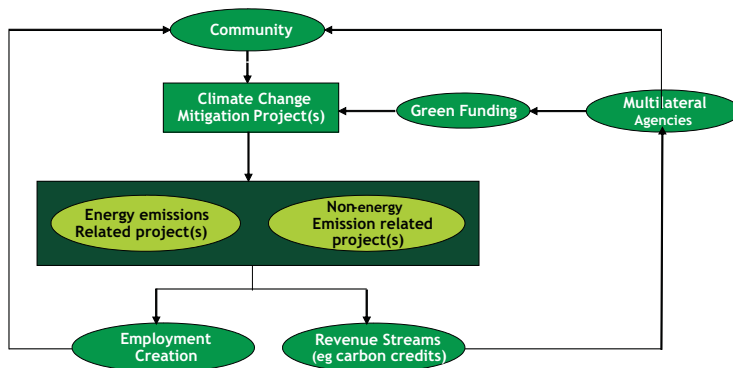 Community
Climate Change
Mitigation Project(s)
Green Funding
Multilateral
Agencies
Energy emissions
Related project(s)
Non-energy
Emission related
project(s)
Employment
Creation
Revenue Streams
(eg carbon credits)